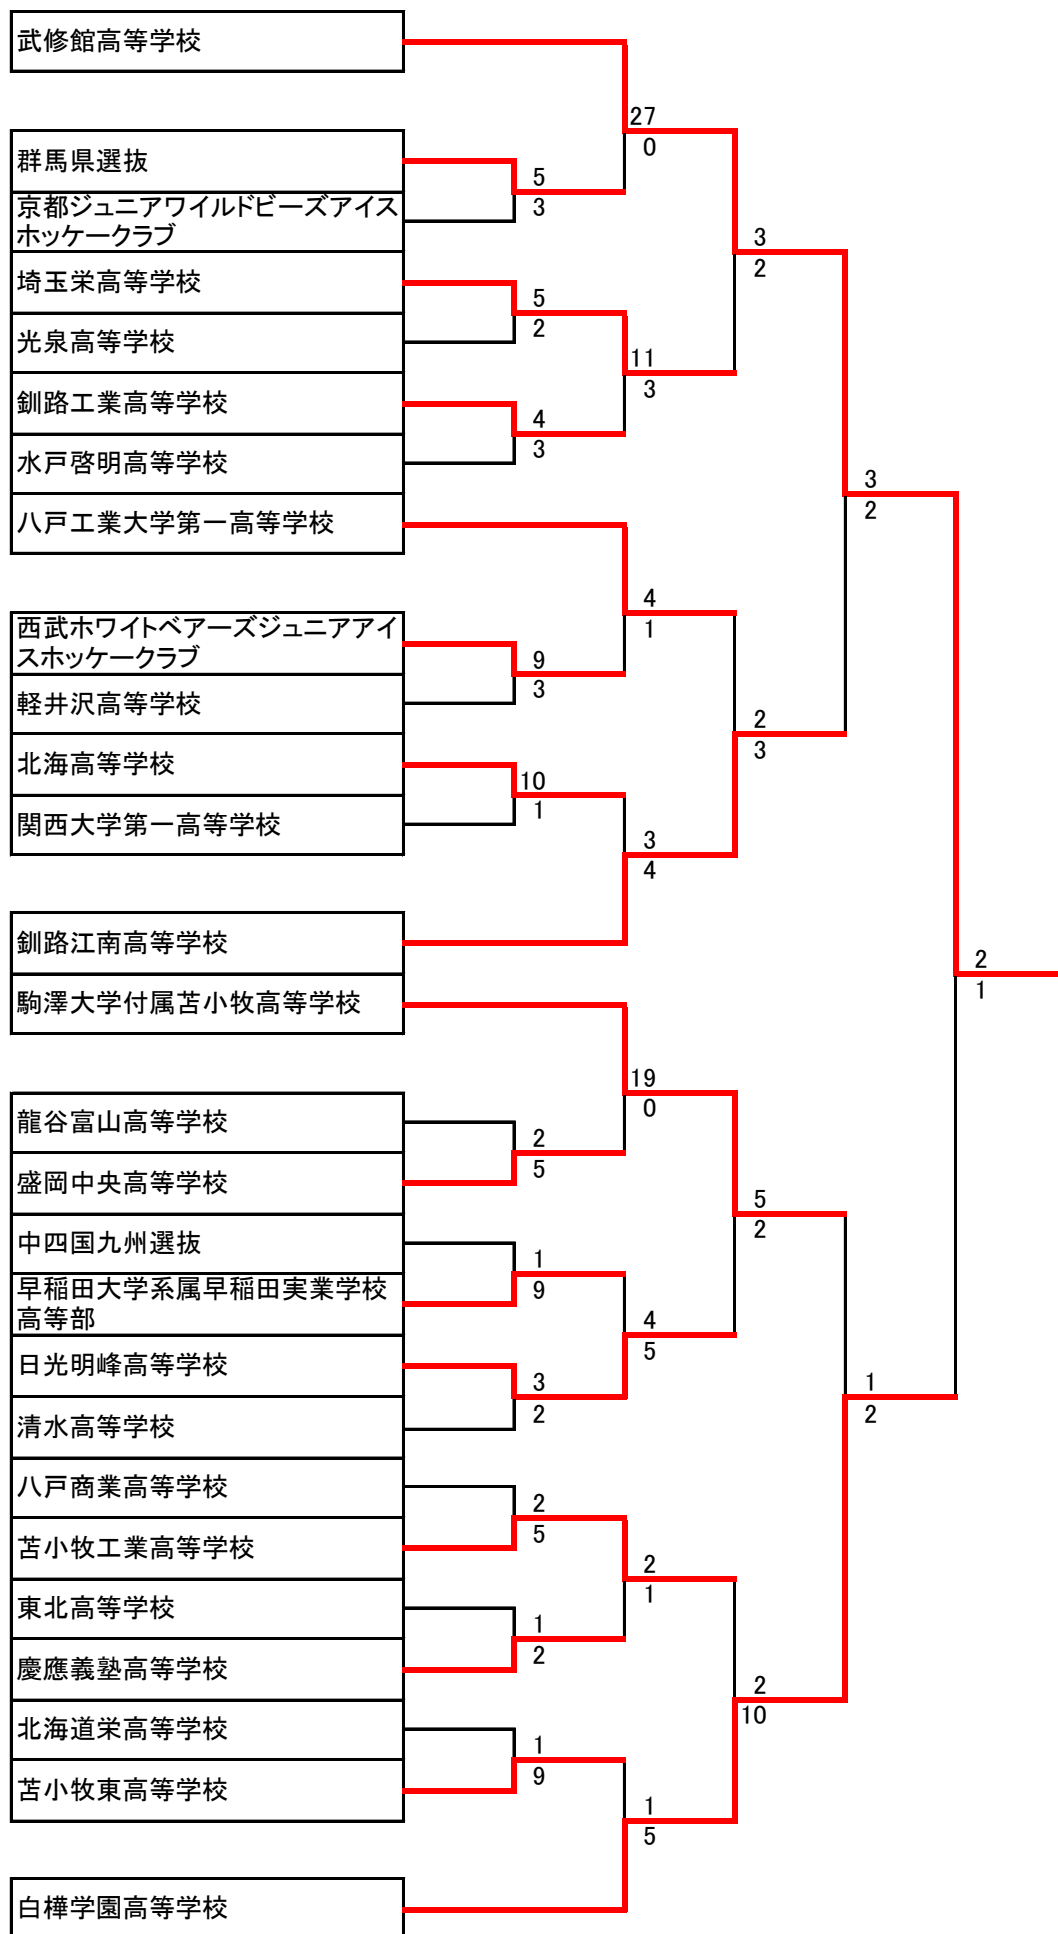 武修館高等学校
27
0
群馬県選抜
5
京都ジュニアワイルドビーズアイス
ホッケークラブ
3
3
2
埼玉栄高等学校
5
2
光泉高等学校
11
3
釧路工業高等学校
4
3
水戸啓明高等学校
3
2
八戸工業大学第一高等学校
4
1
西武ホワイトベアーズジュニアアイ
スホッケークラブ
9
3
軽井沢高等学校
2
3
北海高等学校
10
1
関西大学第一高等学校
3
4
釧路江南高等学校
2
1
駒澤大学付属苫小牧高等学校
19
0
龍谷富山高等学校
2
5
盛岡中央高等学校
5
2
中四国九州選抜
1
9
早稲田大学系属早稲田実業学校
高等部
4
5
日光明峰高等学校
3
2
清水高等学校
1
2
八戸商業高等学校
2
5
苫小牧工業高等学校
2
1
東北高等学校
1
2
慶應義塾高等学校
2
10
北海道栄高等学校
1
9
苫小牧東高等学校
1
5
白樺学園高等学校